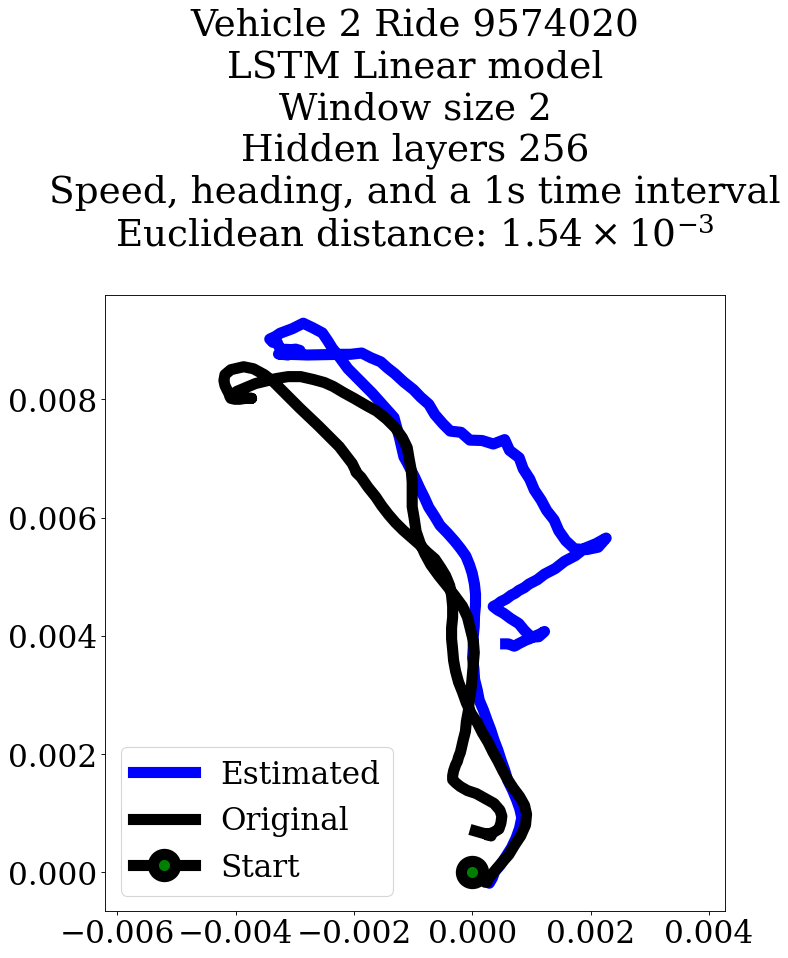 Vehicle 2 Ride 9574020
LSTM Linear model
Window size 2
Hidden layers 256
Speed, heading, and a 1s time interval
Euclidean distance: 1.54 × 10⁻³
0.008
0.006
0.004
0.002
0.000
Estimated
Original
Start
−0.006 −0.004 −0.002 0.000 0.002 0.004